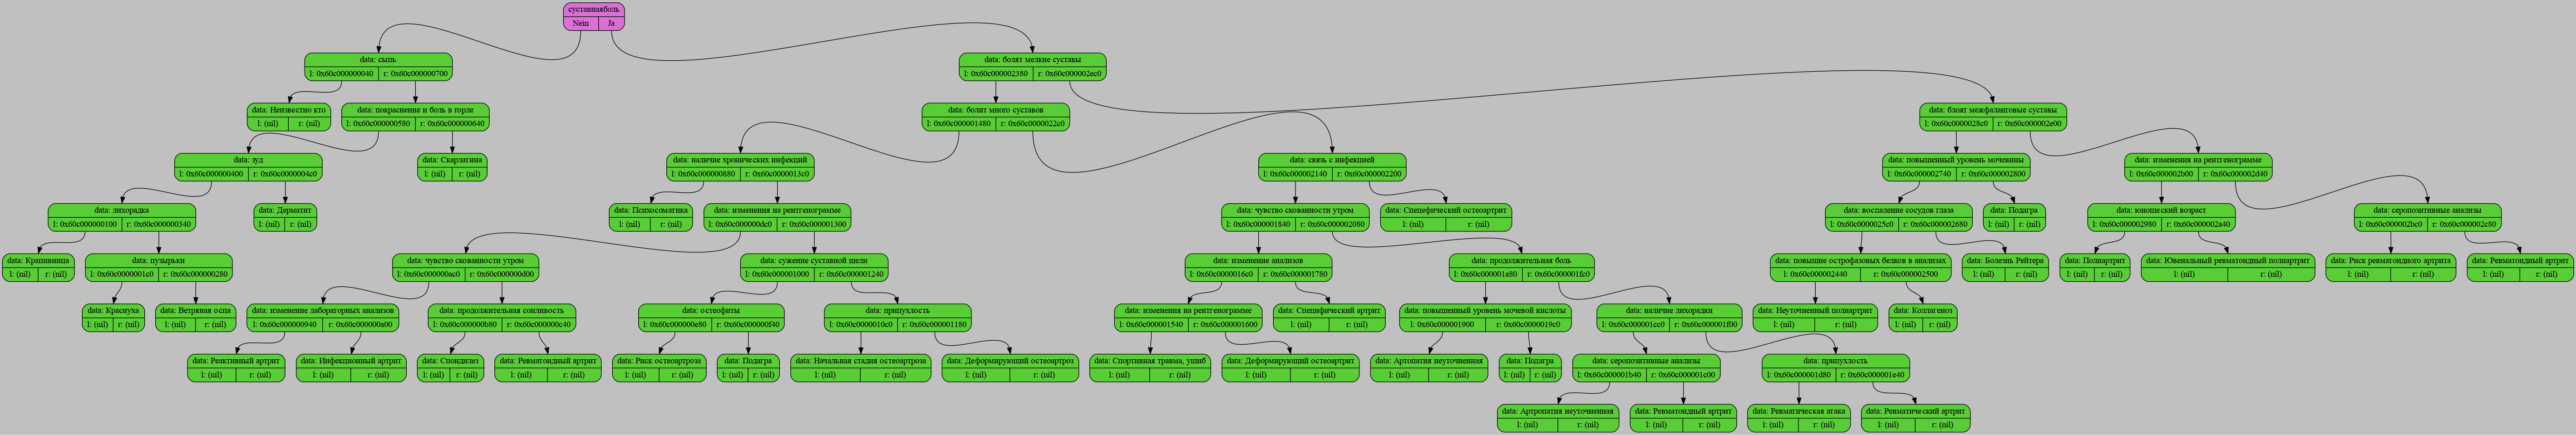 суставнаяболь
Nein Ja
data: сыпь
l: 0x60c000000040 r: 0x60c000000700
data: болят мелкие суставы
l: 0x60c000002380 r: 0x60c000002ec0
data: Неизвестно кто
l: (nil) r: (nil)
data: покраснение и боль в горле
l: 0x60c000000580 r: 0x60c000000640
data: болит много суставов
l: 0x60c000001480 r: 0x60c0000022c0
data: блоят межфаланговые суставы
l: 0x60c0000028c0 r: 0x60c000002e00
data: зуд
l: 0x60c000000400 r: 0x60c0000004c0
data: Скарлатина
l: (nil) r: (nil)
data: наличие хронических инфекций
l: 0x60c000000880 r: 0x60c0000013c0
data: связь с инфекцией
l: 0x60c000002140 r: 0x60c000002200
data: повышенный уровень мочевины
l: 0x60c000002740 r: 0x60c000002800
data: изменения на рентгенограмме
l: 0x60c000002b00 r: 0x60c000002d40
data: лихорадка
l: 0x60c000000100 r: 0x60c000000340
data: Дерматит
l: (nil) r: (nil)
data: Психосоматика
l: (nil) r: (nil)
data: изменения на рентгенограмме
l: 0x60c000000dc0 r: 0x60c000001300
data: чувство скованности утром
l: 0x60c000001840 r: 0x60c000002080
data: Спецефический остеоартрит
l: (nil) r: (nil)
data: воспаление сосудов глаза
l: 0x60c0000025c0 r: 0x60c000002680
data: Подагра
l: (nil) r: (nil)
data: юношеский возраст
l: 0x60c000002980 r: 0x60c000002a40
data: серопозитивные анализы
l: 0x60c000002bc0 r: 0x60c000002c80
data: Крапивница
l: (nil) r: (nil)
data: пузырьки
l: 0x60c0000001c0 r: 0x60c000000280
data: чувство скованности утром
l: 0x60c000000ac0 r: 0x60c000000d00
data: сужение суставной щели
l: 0x60c000001000 r: 0x60c000001240
data: изменение анализов
l: 0x60c0000016c0 r: 0x60c000001780
data: продолжительная боль
l: 0x60c000001a80 r: 0x60c000001fc0
data: повышие острофазовых белков в анализах
l: 0x60c000002440 r: 0x60c000002500
data: Болезнь Рейтера
l: (nil) r: (nil)
data: Полиартрит
l: (nil) r: (nil)
data: Ювенальный ревматоидный полиартрит
l: (nil) r: (nil)
data: Риск ревматоидного артрита
l: (nil) r: (nil)
data: Ревматоидный артрит
l: (nil) r: (nil)
data: Краснуха
l: (nil) r: (nil)
data: Ветряная оспа
l: (nil) r: (nil)
data: изменение лабораторных анализов
l: 0x60c000000940 r: 0x60c000000a00
data: продолжительная сонливость
l: 0x60c000000b80 r: 0x60c000000c40
data: остеофиты
l: 0x60c000000e80 r: 0x60c000000f40
data: припухлость
l: 0x60c0000010c0 r: 0x60c000001180
data: изменения на рентгенограмме
l: 0x60c000001540 r: 0x60c000001600
data: Специфический артрит
l: (nil) r: (nil)
data: повышенный уровень мочевой кислоты
l: 0x60c000001900 r: 0x60c0000019c0
data: наличие лихорадки
l: 0x60c000001cc0 r: 0x60c000001f00
data: Неуточненный полиартрит
l: (nil) r: (nil)
data: Коллагеноз
l: (nil) r: (nil)
data: Реактивный артрит
l: (nil) r: (nil)
data: Инфекционный артрит
l: (nil) r: (nil)
data: Спондилез
l: (nil) r: (nil)
data: Ревматоидный артрит
l: (nil) r: (nil)
data: Риск остеоартроза
l: (nil) r: (nil)
data: Подагра
l: (nil) r: (nil)
data: Начальная стадия остеоартроза
l: (nil) r: (nil)
data: Деформирующий остеоартроз
l: (nil) r: (nil)
data: Спортивная травма, ушиб
l: (nil) r: (nil)
data: Деформирующий остеоартрит
l: (nil) r: (nil)
data: Артопатия неуточненная
l: (nil) r: (nil)
data: Подагра
l: (nil) r: (nil)
data: серопозитивные анализы
l: 0x60c000001b40 r: 0x60c000001c00
data: припухлость
l: 0x60c000001d80 r: 0x60c000001e40
data: Артропатия неуточненная
l: (nil) r: (nil)
data: Ревматоидный артрит
l: (nil) r: (nil)
data: Ревматическая атака
l: (nil) r: (nil)
data: Ревматический артрит
l: (nil) r: (nil)